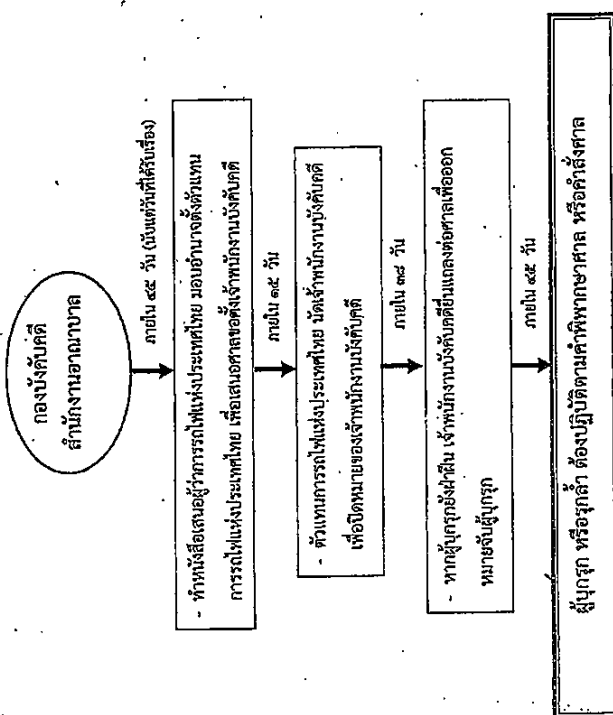 กองบังคับคดี
สำนักงานอาณาบาล
ภายใน ๔๕ วัน (นับแต่วันที่ได้รับเรื่อง)
- ทำหนังสือเสนอผู้ว่าการรถไฟแห่งประเทศไทย มอบอำนาจตั้งตัวแทน
การรถไฟแห่งประเทศไทย เพื่อเสนอศาลขอตั้งเจ้าพนักงานบังคับคดี
ภายใน ๑๕ วัน
- ตัวแทนการรถไฟแห่งประเทศไทย นัดเจ้าพนักงานบังคับคดี
เพื่อปิดหมายของเจ้าพนักงานบังคับคดี
ภายใน ๓๘ วัน
- หากผู้บุกรุกยังฝ่าฝืน เจ้าพนักงานบังคับคดียื่นแถลงต่อศาลเพื่อออก
หมายจับผู้บุกรุก
ภายใน ๔๕ วัน
ผู้บุกรุก หรือรุกล้ำ ต้องปฏิบัติตามคำพิพากษาศาล หรือคำสั่งศาล